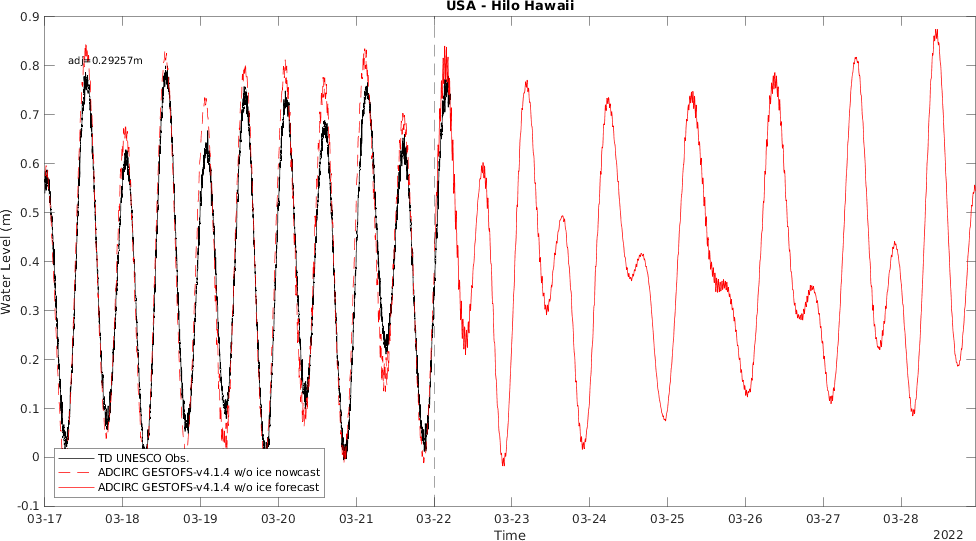 USA - Hilo Hawaii
0.9
0.8
0.7
0.6
0.5
0.4
0.3
0.2
0.1
0
-0.1
Water Level (m)
adj=0.29257m
TD UNESCO Obs.
ADCIRC GESTOFS-v4.1.4 w/o ice nowcast
ADCIRC GESTOFS-v4.1.4 w/o ice forecast
03-17 03-18 03-19 03-20 03-21 03-22 03-23 03-24 03-25 03-26 03-27 03-28
Time
2022